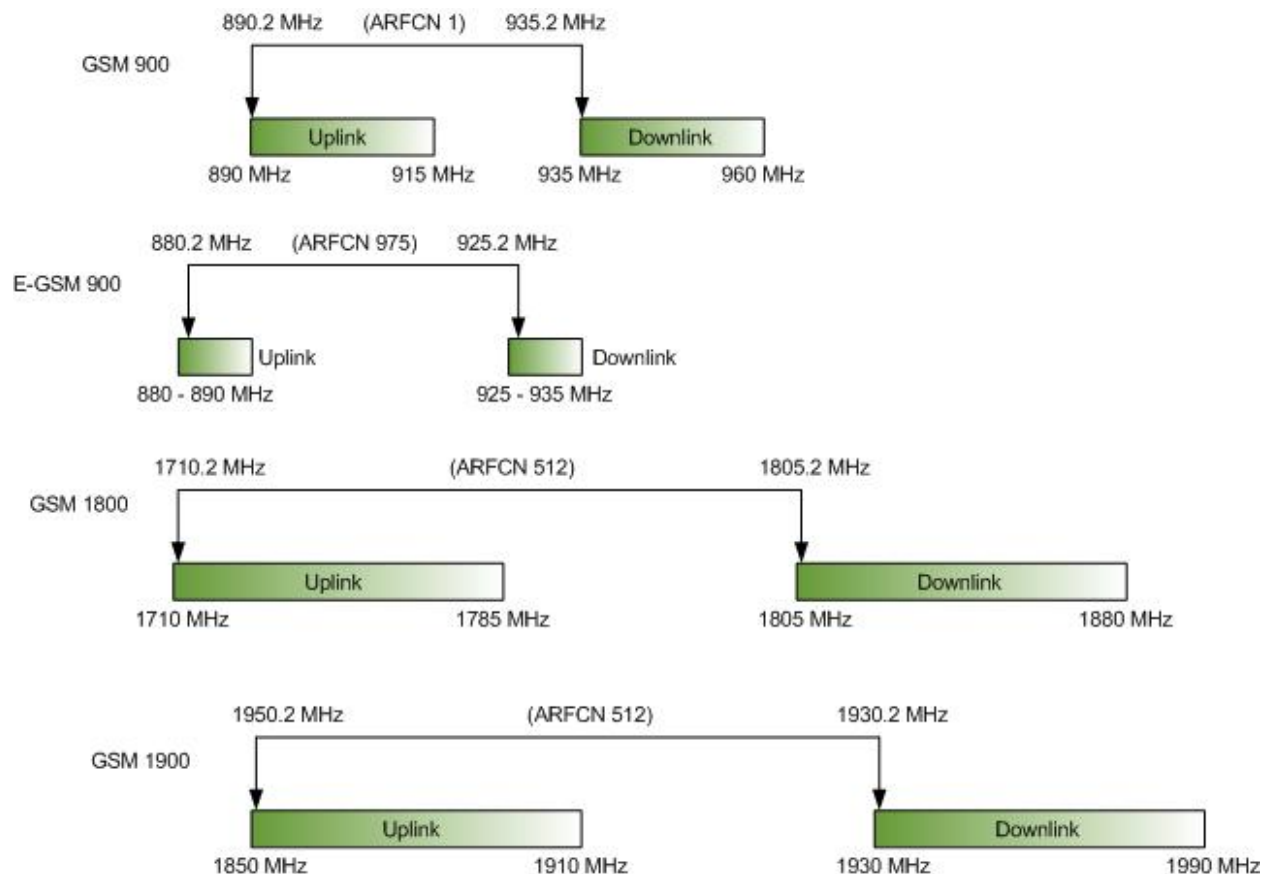 890.2 MHz (ARFCN 1) 935.2 MHz
GSM 900
Uplink Downlink
890 MHz 915 MHz 935 MHz 960 MHz
880.2 MHz (ARFCN 975) 925.2 MHz
E-GSM 900
Uplink Downlink
880 - 890 MHz 925 - 935 MHz
1710.2 MHz (ARFCN 512) 1805.2 MHz
GSM 1800
Uplink Downlink
1710 MHz 1785 MHz 1805 MHz 1880 MHz
1950.2 MHz (ARFCN 512) 1930.2 MHz
GSM 1900
Uplink Downlink
1850 MHz 1910 MHz 1930 MHz 1990 MHz